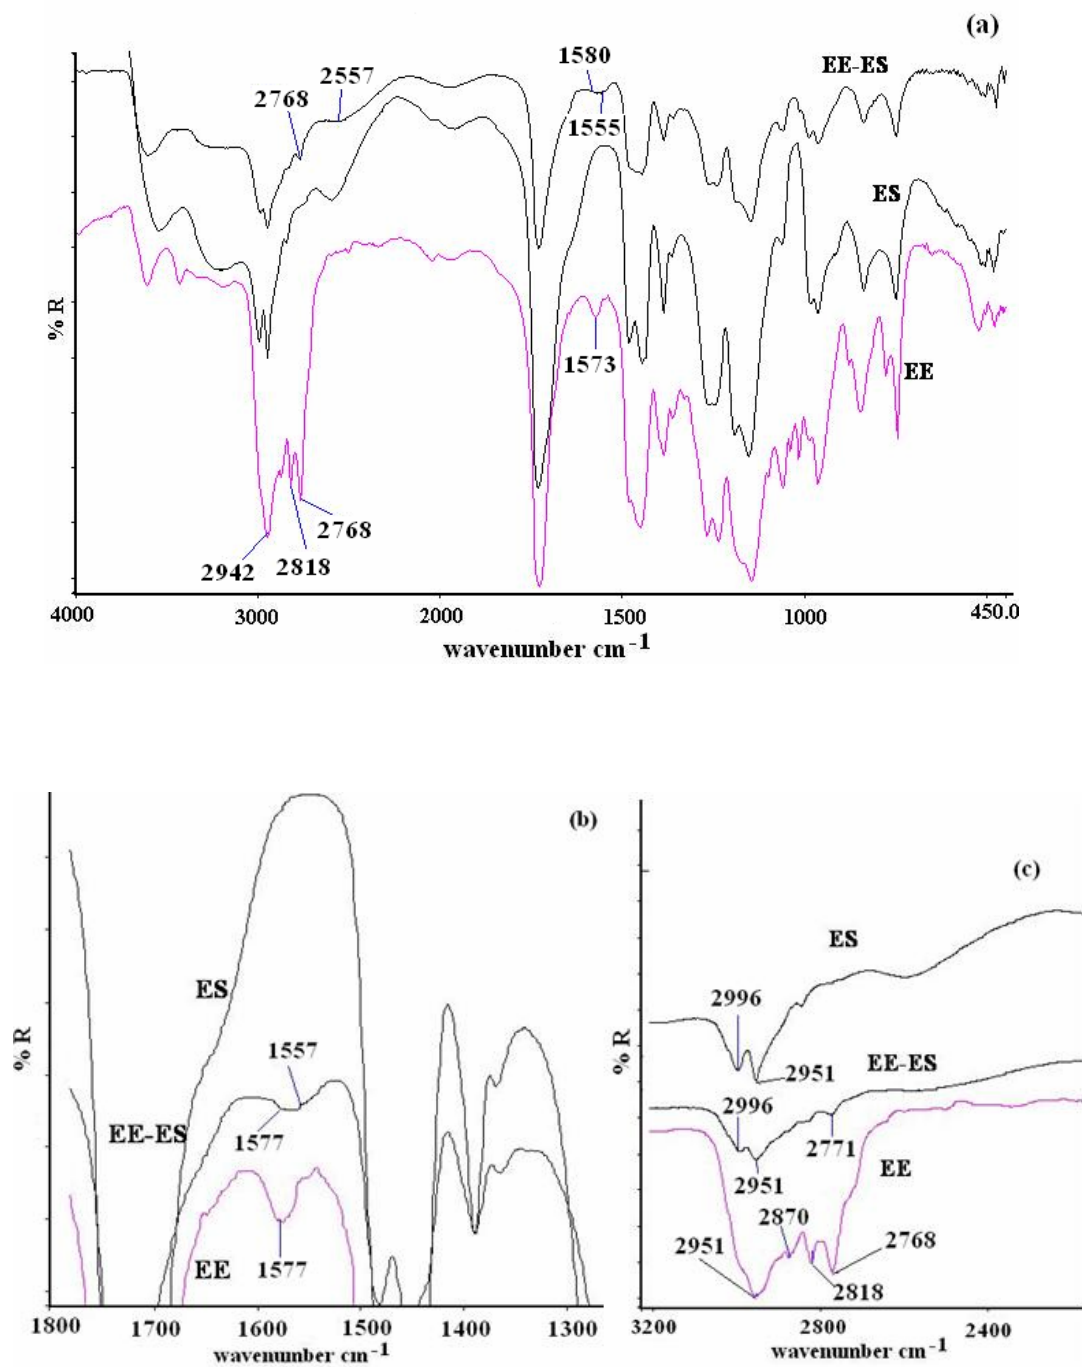 (a)
1580
EE-ES
2557
2768
1555
ES
% R
1573
EE
2768
2942
2818
4000
3000
2000
1500
1000
450.0
wavenumber cm-1
(b)
(c)
ES
ES
2996
1557
% R
% R
2951
EE-ES
2996
EE-ES
1577
2771
2951
EE
2870
EE
1577
2951
2768
2818
1800
1700
1600
1500
1400
1300
3200
2800
2400
wavenumber cm-1
wavenumber cm-1